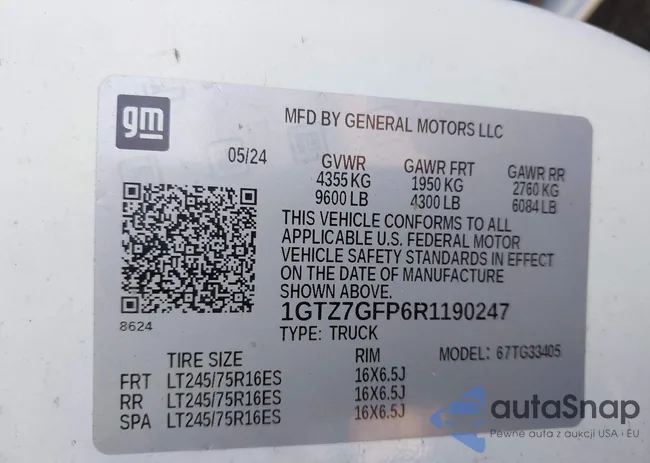 gm
MFD BY GENERAL MOTORS LLC
05/24 GVWR GAWR FRT GAWR RR
4355 KG 1950 KG 2760 KG
9600 LB 4300 LB 6084 LB
THIS VEHICLE CONFORMS TO ALL
APPLICABLE U.S. FEDERAL MOTOR
VEHICLE SAFETY STANDARDS IN EFFECT
ON THE DATE OF MANUFACTURE
SHOWN ABOVE.
1GTZ7GFP6R1190247
8624
TYPE: TRUCK
MODEL: 67TG33405
TIRE SIZE RIM
FRT LT245/75R16ES 16X6.5J
RR LT245/75R16ES 16X6.5J
SPA LT245/75R16ES 16X6.5J
autaSnap
Pewne auta z aukcji USA i EU